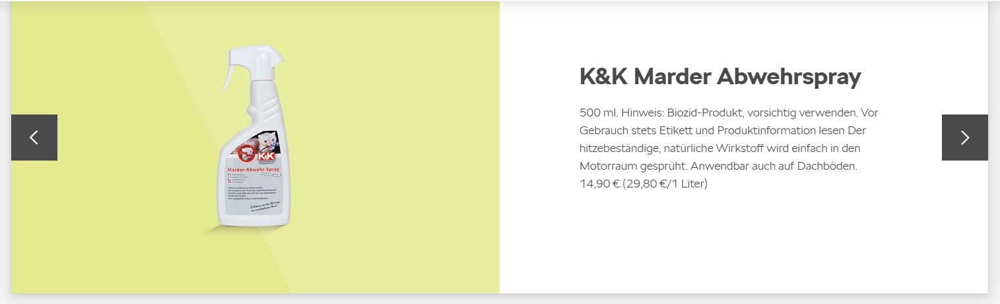 K&K Marder Abwehrspray
500 ml. Hinweis: Biozid-Produkt, vorsichtig verwenden. Vor
Gebrauch stets Etikett und Produktinformation lesen Der
hitzebeständige, natürliche Wirkstoff wird einfach in den
Motorraum gesprüht. Anwendbar auch auf Dachböden.
14,90 € (29,80 €/1 Liter)
K&K
Marder-Abwehr-Spray